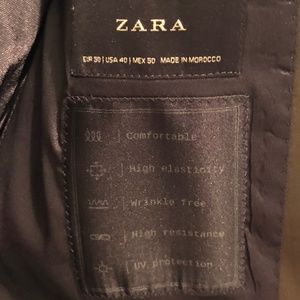 ZARA
EUR 50 | USA 40 | MEX 50 MADE IN MOROCCO
Comfortable
High elasticity
Wrinkle free
High resistance
UV protection